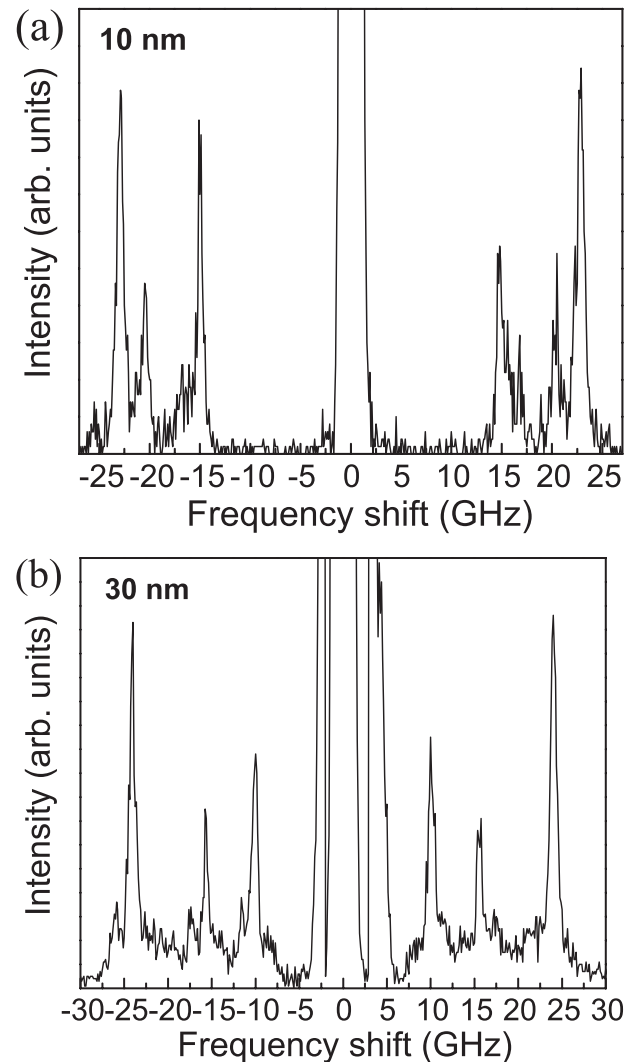 (a)
10 nm
Intensity (arb. units)
-25 -20 -15 -10 -5 0 5 10 15 20 25
Frequency shift (GHz)
(b)
30 nm
Intensity (arb. units)
-30 -25 -20 -15 -10 -5 0 5 10 15 20 25 30
Frequency shift (GHz)